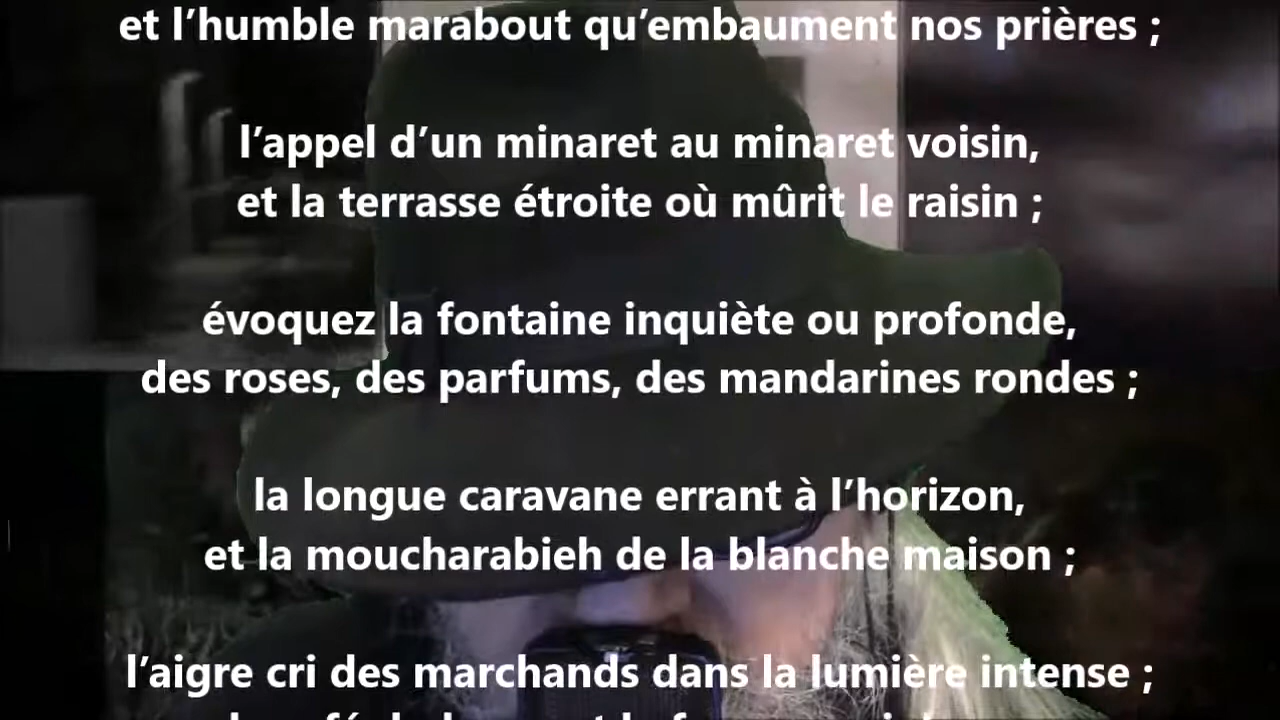 et l’humble marabout qu’embaument nos prières ;
l’appel d’un minaret au minaret voisin,
et la terrasse étroite où mûrit le raisin ;
évoquez la fontaine inquiète ou profonde,
des roses, des parfums, des mandarines rondes ;
la longue caravane errant à l’horizon,
et la moucharabieh de la blanche maison ;
l’aigre cri des marchands dans la lumière intense ;